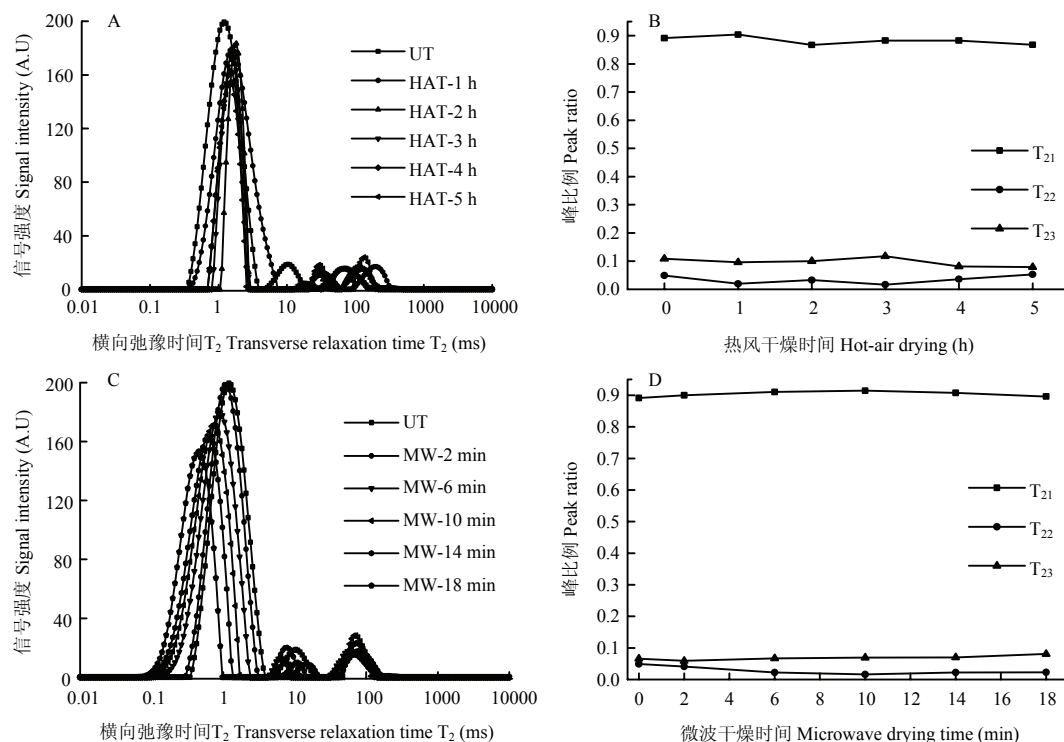 A
信号强度 Signal intensity (A.U)
200
160
120
80
40
0
0.01 0.1 1 10 100 1000 10000
UT
HAT-1 h
HAT-2 h
HAT-3 h
HAT-4 h
HAT-5 h
横向弛豫时间T₂ Transverse relaxation time T₂ (ms)
B
峰比例 Peak ratio
0.9
0.8
0.7
0.6
0.5
0.4
0.3
0.2
0.1
0.0
0 1 2 3 4 5
T₂₁
T₂₂
T₂₃
热风干燥时间 Hot-air drying (h)
C
信号强度 Signal intensity (A.U)
200
160
120
80
40
0
0.01 0.1 1 10 100 1000 10000
UT
MW-2 min
MW-6 min
MW-10 min
MW-14 min
MW-18 min
横向弛豫时间T₂ Transverse relaxation time T₂ (ms)
D
峰比例 Peak ratio
0.9
0.8
0.7
0.6
0.5
0.4
0.3
0.2
0.1
0.0
0 2 4 6 8 10 12 14 16 18
T₂₁
T₂₂
T₂₃
微波干燥时间 Microwave drying time (min)